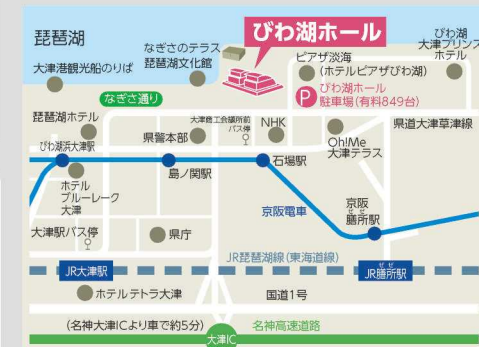 琵琶湖
びわ湖ホール
びわ湖
大津プリンス
ホテル
なぎさのテラス
琵琶湖文化館
大津港観光船のりば
ピアザ淡海
(ホテルピアザびわ湖)
P びわ湖ホール
駐車場(有料849台)
なぎさ通り
琵琶湖ホテル
大津商工会議所前
バス停
NHK
県道大津草津線
県警本部
Oh!Me
大津テラス
びわ湖浜大津駅
島ノ関駅
石場駅
ホテル
ブルーレーク
大津
京阪電車
京阪
膳所駅
ぜぜ
大津駅バス停
県庁
JR琵琶湖線(東海道線)
JR大津駅
JR膳所駅
ぜぜ
ホテルテトラ大津
国道1号
(名神大津ICより車で約5分)
名神高速道路
大津IC